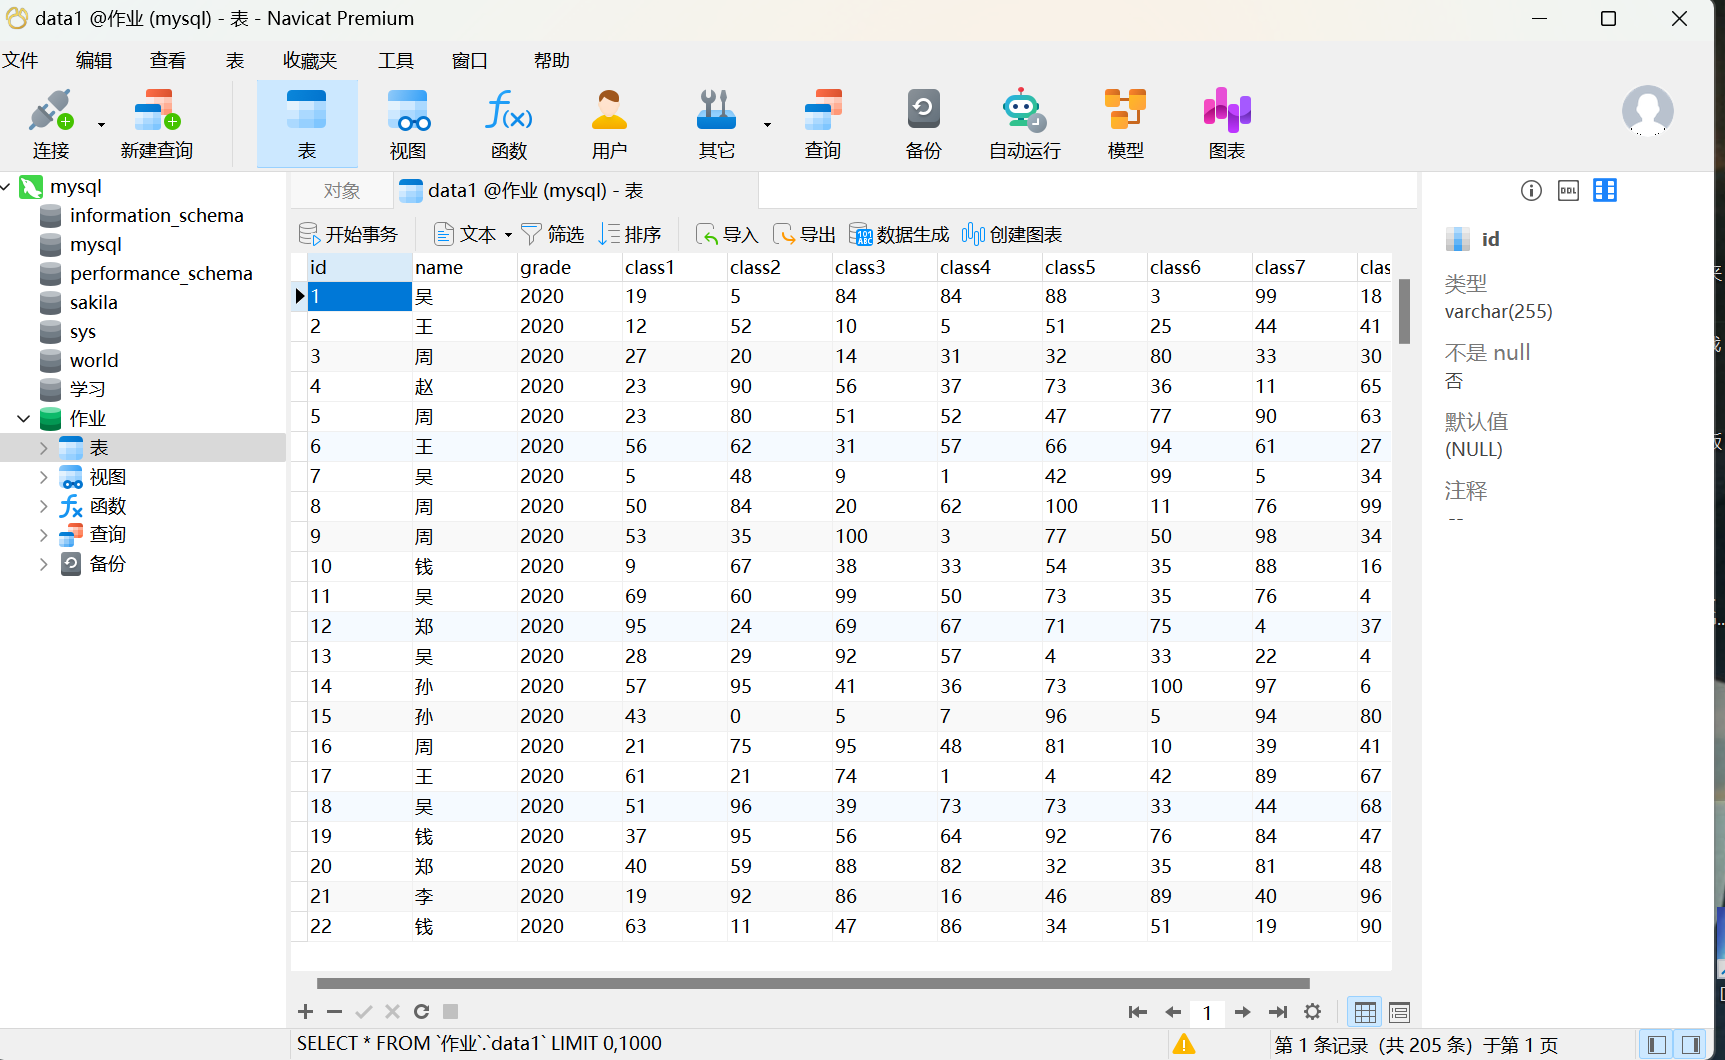 data1 @作业 (mysql) - 表 - Navicat Premium
文件 编辑 查看 表 收藏夹 工具 窗口 帮助
连接 新建查询 表 视图 函数 用户 其它 查询 备份 自动运行 模型 图表
mysql
information_schema
mysql
performance_schema
sakila
sys
world
学习
作业
表
视图
函数
查询
备份
对象 data1 @作业 (mysql) - 表
开始事务 文本 筛选 排序 导入 导出 数据生成 创建图表
id name grade class1 class2 class3 class4 class5 class6 class7 clas
1 吴 2020 19 5 84 84 88 3 99 18
2 王 2020 12 52 10 5 51 25 44 41
3 周 2020 27 20 14 31 32 80 33 30
4 赵 2020 23 90 56 37 73 36 11 65
5 周 2020 23 80 51 52 47 77 90 63
6 王 2020 56 62 31 57 66 94 61 27
7 吴 2020 5 48 9 1 42 99 5 34
8 周 2020 50 84 20 62 100 11 76 99
9 周 2020 53 35 100 3 77 50 98 34
10 钱 2020 9 67 38 33 54 35 88 16
11 吴 2020 69 60 99 50 73 35 76 4
12 郑 2020 95 24 69 67 71 75 4 37
13 吴 2020 28 29 92 57 4 33 22 4
14 孙 2020 57 95 41 36 73 100 97 6
15 孙 2020 43 0 5 7 96 5 94 80
16 周 2020 21 75 95 48 81 10 39 41
17 王 2020 61 21 74 1 4 42 89 67
18 吴 2020 51 96 39 73 73 33 44 68
19 钱 2020 37 95 56 64 92 76 84 47
20 郑 2020 40 59 88 82 32 35 81 48
21 李 2020 19 92 86 16 46 89 40 96
22 钱 2020 63 11 47 86 34 51 19 90
DDL
id
类型
varchar(255)
不是 null
否
默认值
(NULL)
注释
--
1
SELECT * FROM `作业`.`data1` LIMIT 0,1000
第 1 条记录 (共 205 条) 于第 1 页